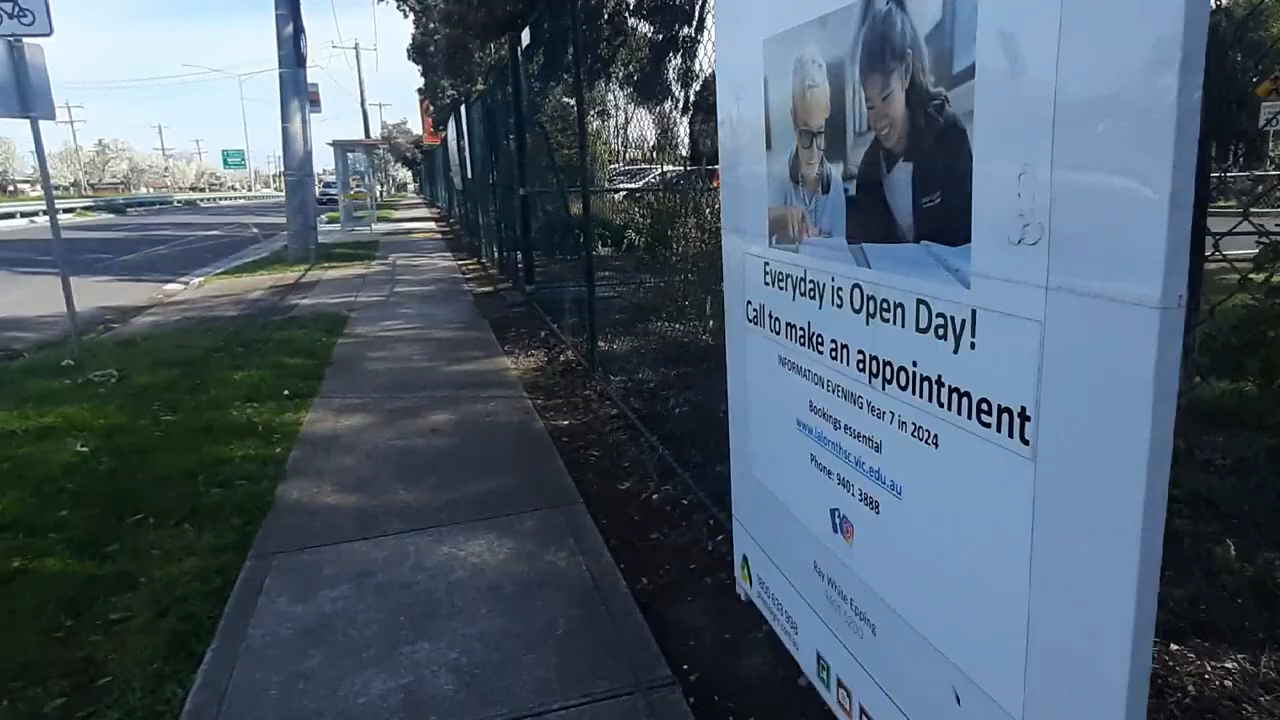 Everyday is Open Day!
Call to make an appointment
INFORMATION EVENING Year 7 in 2024
Bookings essential
www.lalornthsc.vic.edu.au
Phone: 9401 3888
Ray White Epping